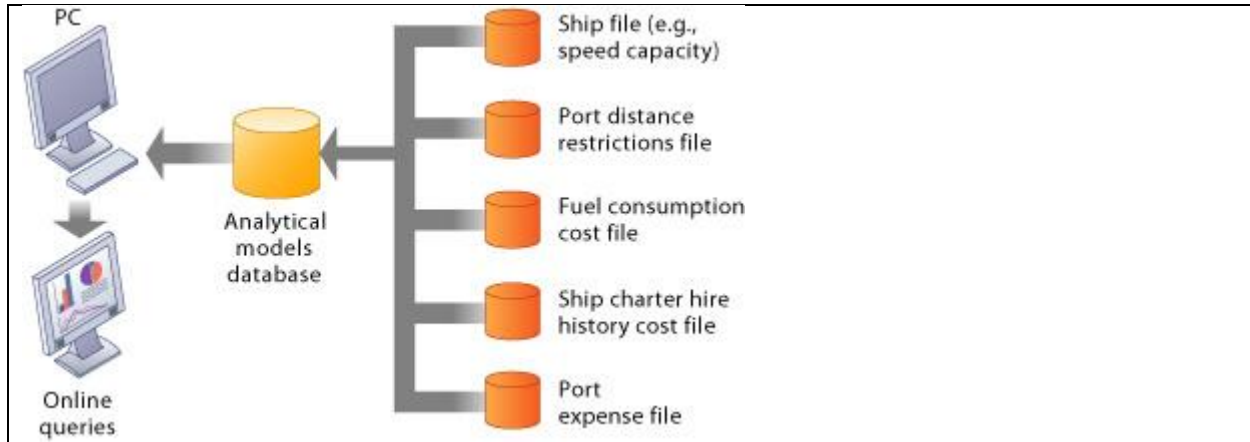 PC
Analytical
models
database
Online
queries
Ship file (e.g.,
speed capacity)
Port distance
restrictions file
Fuel consumption
cost file
Ship charter hire
history cost file
Port
expense file